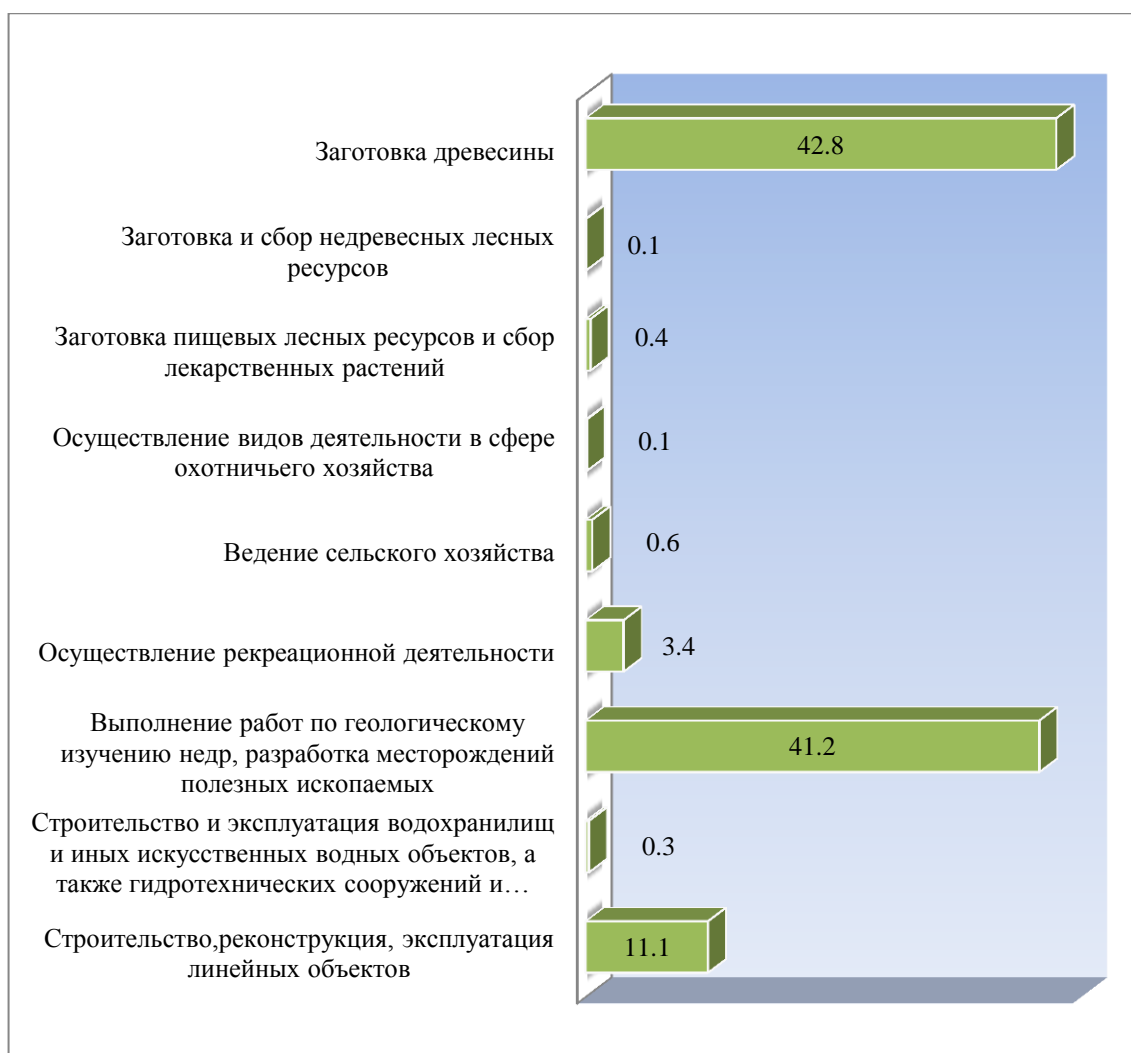 Заготовка древесины
42.8
Заготовка и сбор недревесных лесных
ресурсов
0.1
Заготовка пищевых лесных ресурсов и сбор
лекарственных растений
0.4
Осуществление видов деятельности в сфере
охотничьего хозяйства
0.1
Ведение сельского хозяйства
0.6
Осуществление рекреационной деятельности
3.4
Выполнение работ по геологическому
изучению недр, разработка месторождений
полезных ископаемых
41.2
Строительство и эксплуатация водохранилищ
и иных искусственных водных объектов, а
также гидротехнических сооружений и…
0.3
Строительство,реконструкция, эксплуатация
линейных объектов
11.1